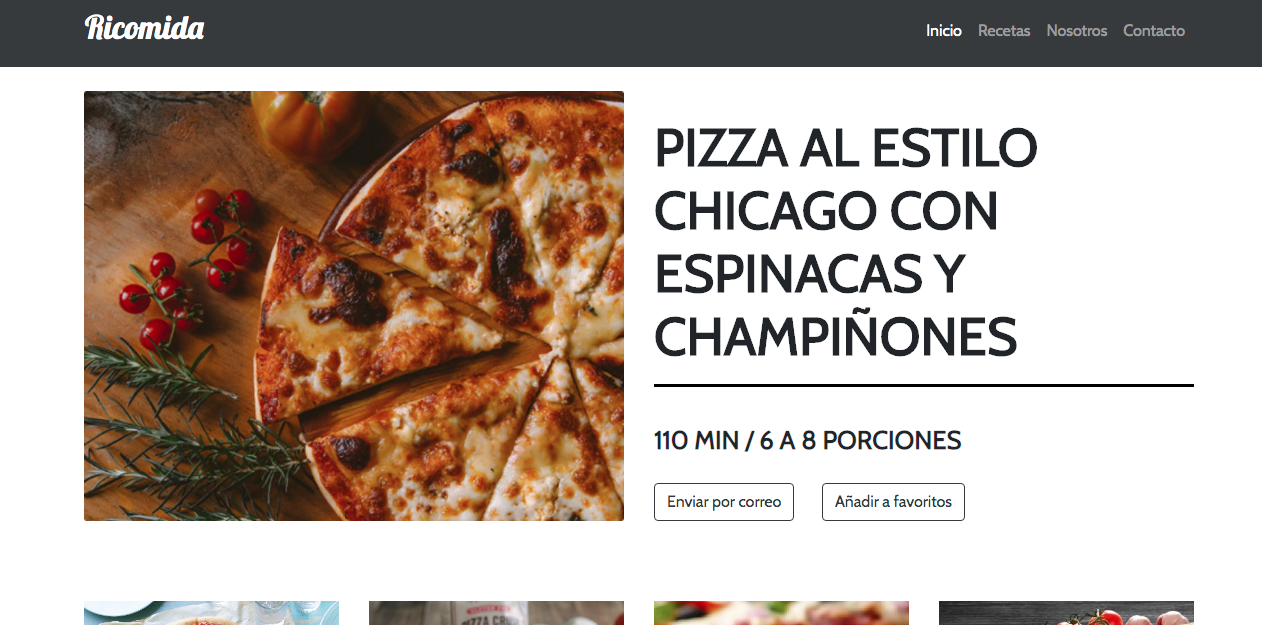 Ricomida
Inicio Recetas Nosotros Contacto
PIZZA AL ESTILO
CHICAGO CON
ESPINACAS Y
CHAMPIÑONES
110 MIN / 6 A 8 PORCIONES
Enviar por correo Añadir a favoritos